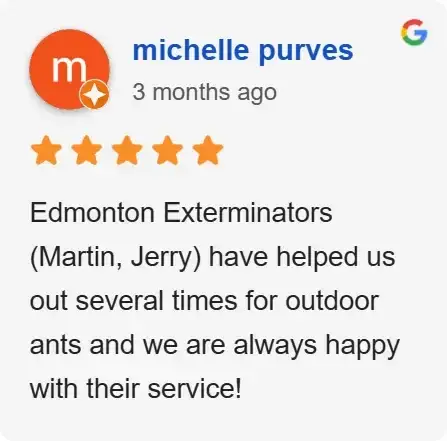 m
michelle purves
3 months ago
Edmonton Exterminators
(Martin, Jerry) have helped us
out several times for outdoor
ants and we are always happy
with their service!